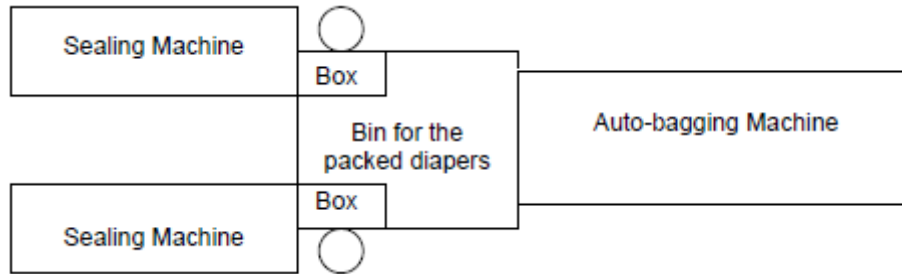 Sealing Machine
Box
Bin for the
packed diapers
Auto-bagging Machine
Box
Sealing Machine